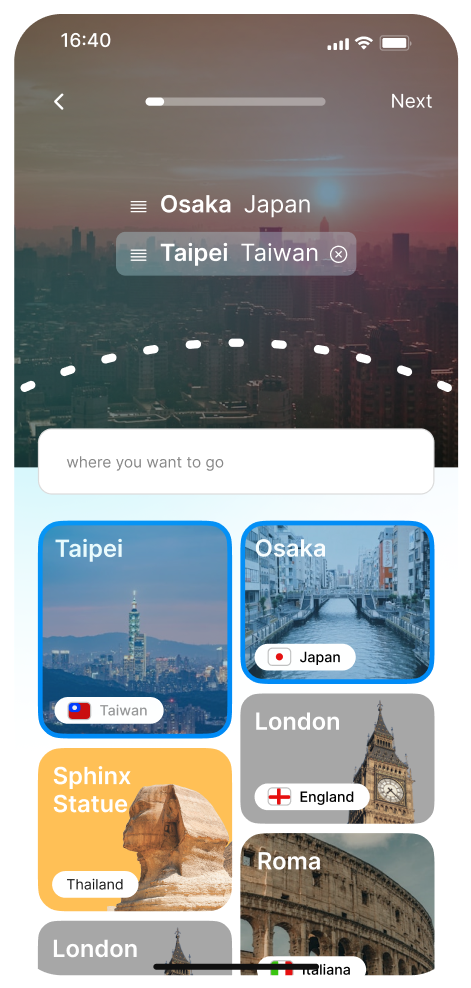 16:40
Next
Osaka Japan
Taipei Taiwan
where you want to go
Taipei
Taiwan
Osaka
Japan
London
England
Sphinx
Statue
Thailand
Roma
Italiana
London